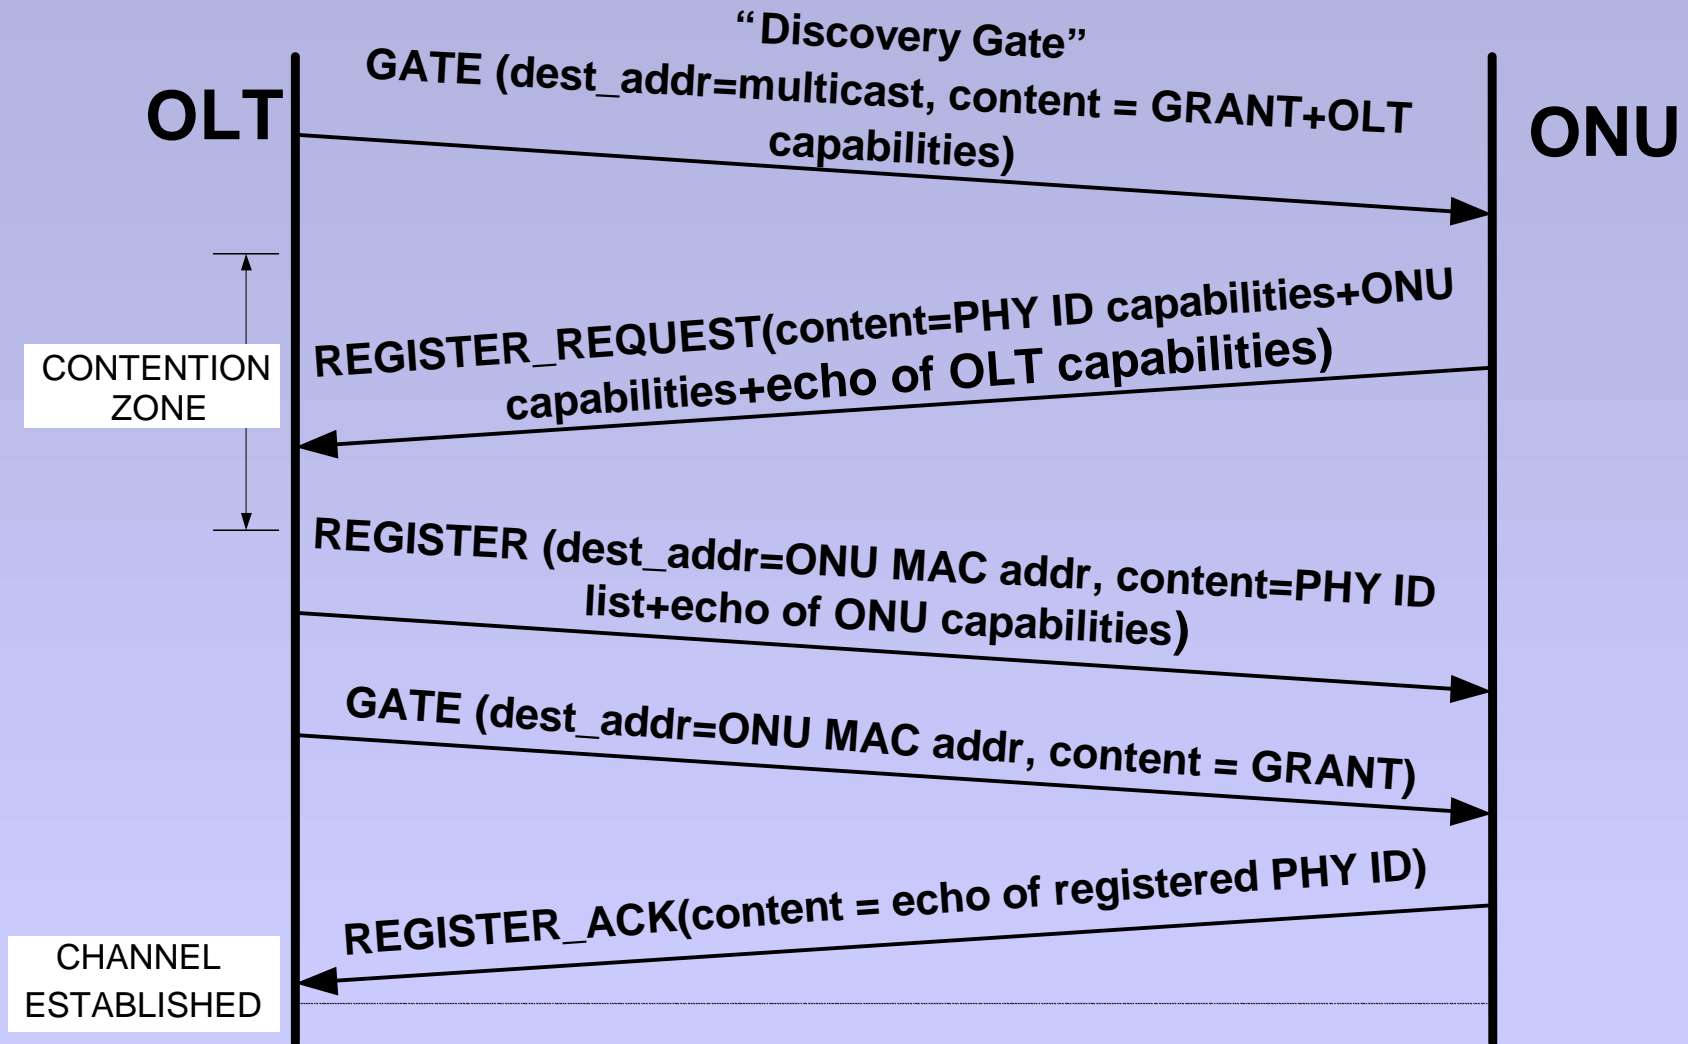 “Discovery Gate”
GATE (dest_addr=multicast, content = GRANT+OLT
capabilities)
OLT
ONU
REGISTER_REQUEST(content=PHY ID capabilities+ONU
capabilities+echo of OLT capabilities)
CONTENTION
ZONE
REGISTER (dest_addr=ONU MAC addr, content=PHY ID
list+echo of ONU capabilities)
GATE (dest_addr=ONU MAC addr, content = GRANT)
REGISTER_ACK(content = echo of registered PHY ID)
CHANNEL
ESTABLISHED